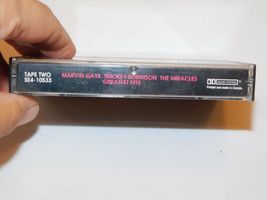 TAPE TWO
SE4-10533
MARVIN GAYE SMOKEY ROBINSON THE MIRACLES
GREATEST HITS
Printed and made in Canada